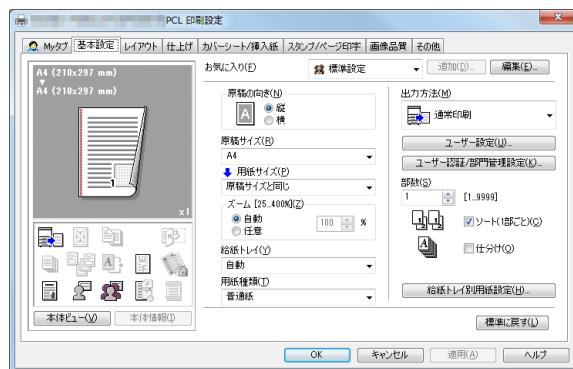 PCL 印刷設定
Myタブ 基本設定 レイアウト 仕上げ カバーシート/挿入紙 スタンプ/ページ印字 画像品質 その他
A4 (210x297 mm)
A4 (210x297 mm)
1
x1
本体ビュー(V) 本体情報(I)
お気に入り(F) 標準設定 追加(D)... 編集(E)...
原稿の向き(N)
A
縦
横
原稿サイズ(R)
A4
用紙サイズ(P)
原稿サイズと同じ
ズーム [25..400%](Z)
自動
任意
100 %
給紙トレイ(Y)
自動
用紙種類(T)
普通紙
出力方法(M)
通常印刷
ユーザー設定(U)...
ユーザー認証/部門管理設定(K)...
部数(S)
1 [1..9999]
ソート(1部ごと)(C)
仕分け(O)
給紙トレイ別用紙設定(H)...
標準に戻す(L)
OK キャンセル 適用(A) ヘルプ